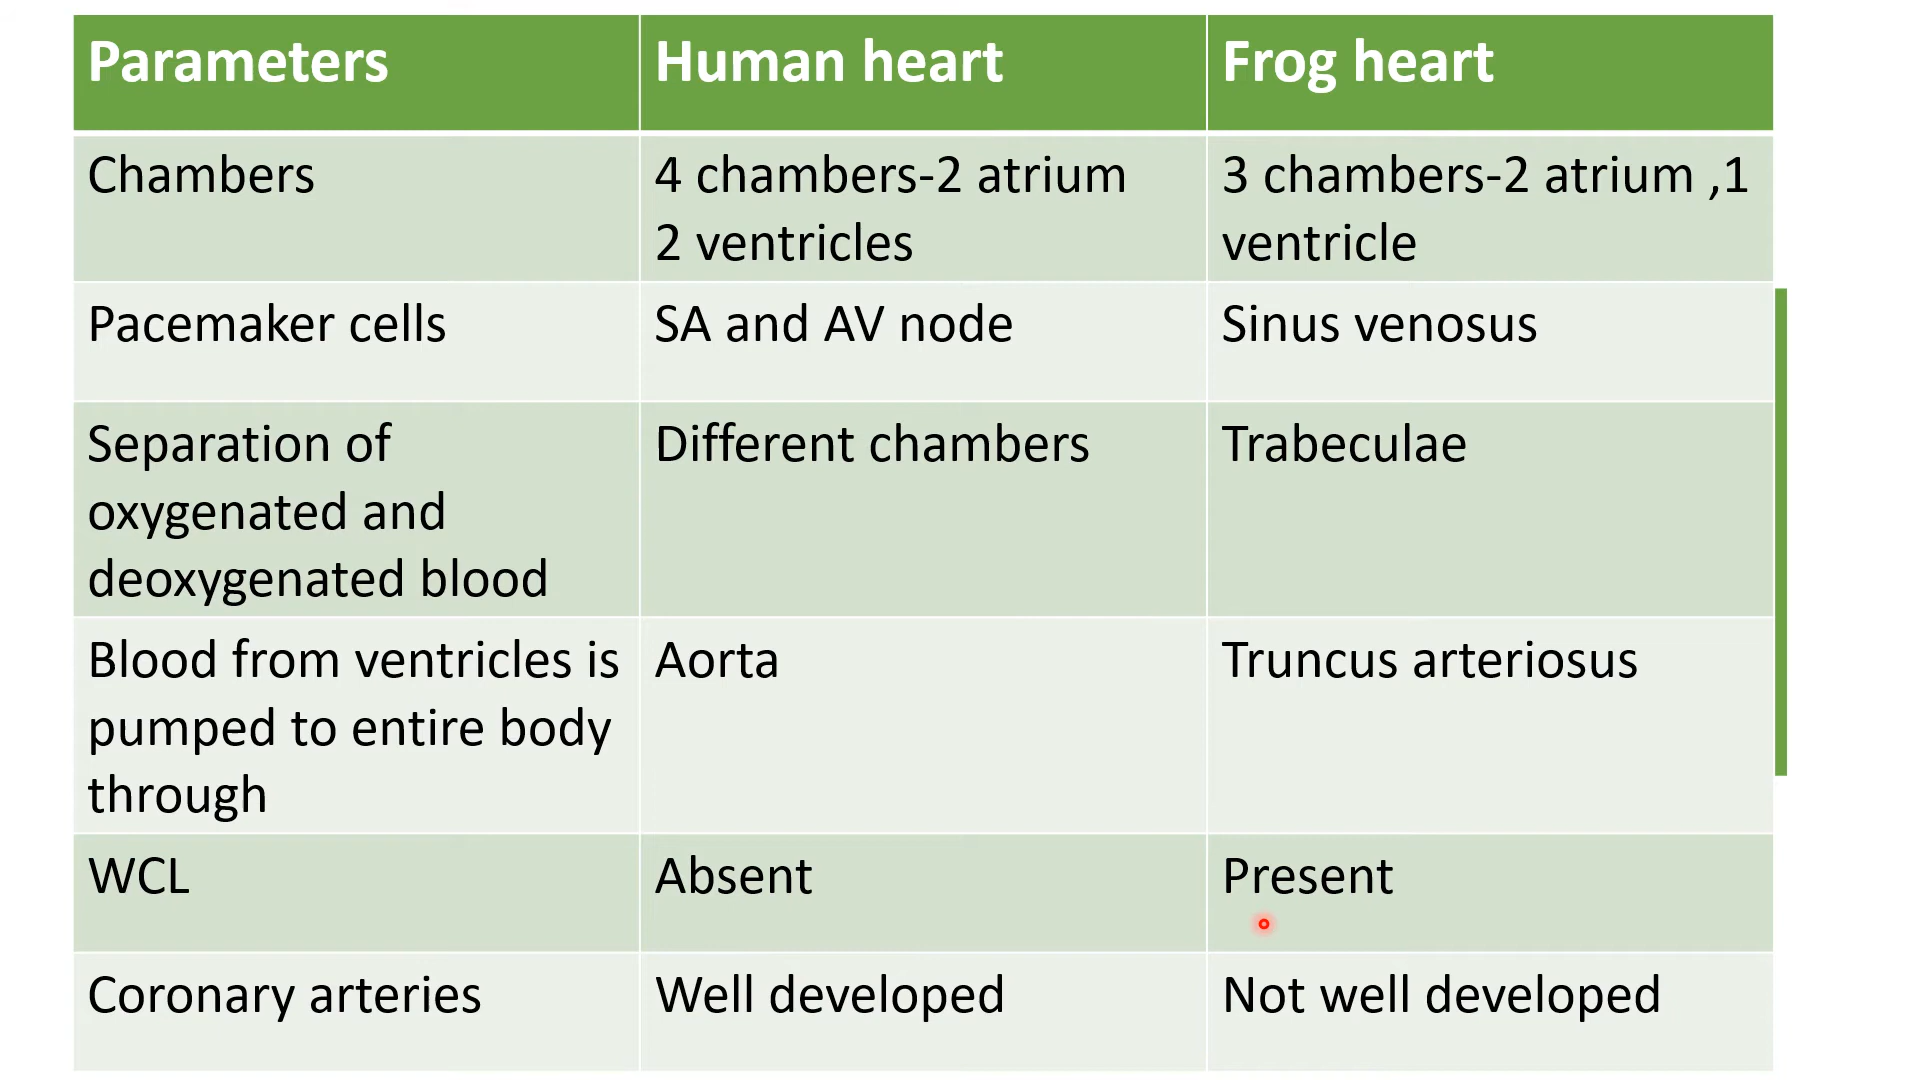 Parameters
Human heart
Frog heart
Chambers
4 chambers-2 atrium
2 ventricles
3 chambers-2 atrium ,1
ventricle
Pacemaker cells
SA and AV node
Sinus venosus
Separation of
oxygenated and
deoxygenated blood
Different chambers
Trabeculae
Blood from ventricles is
pumped to entire body
through
Aorta
Truncus arteriosus
WCL
Absent
Present
Coronary arteries
Well developed
Not well developed